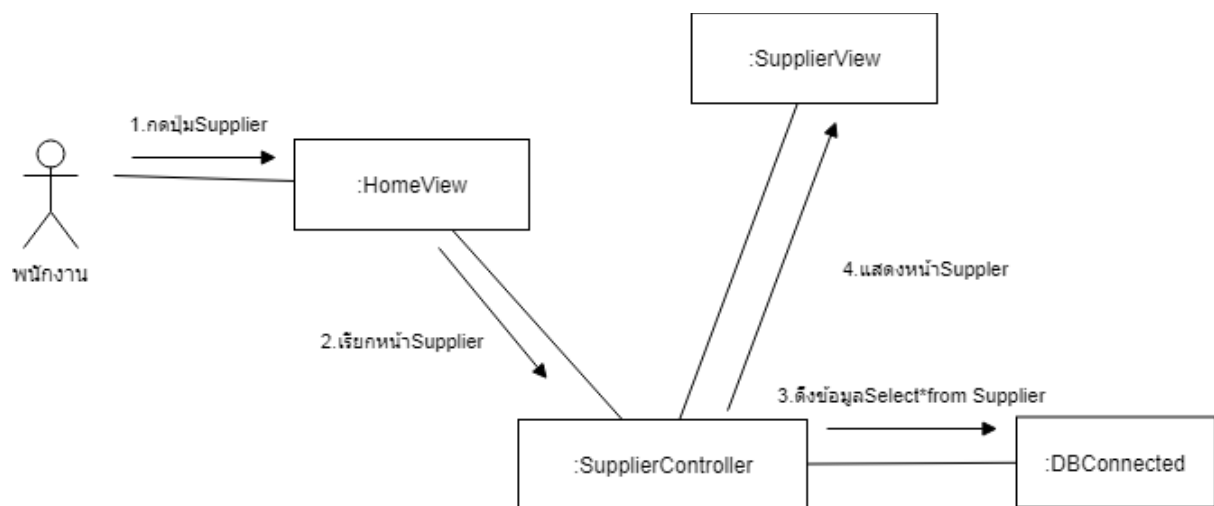 :SupplierView
1.กดปุ่มSupplier
:HomeView
พนักงาน
4.แสดงหน้าSuppler
2.เรียกหน้าSupplier
3.ดึงข้อมูลSelect*from Supplier
:SupplierController
:DBConnected